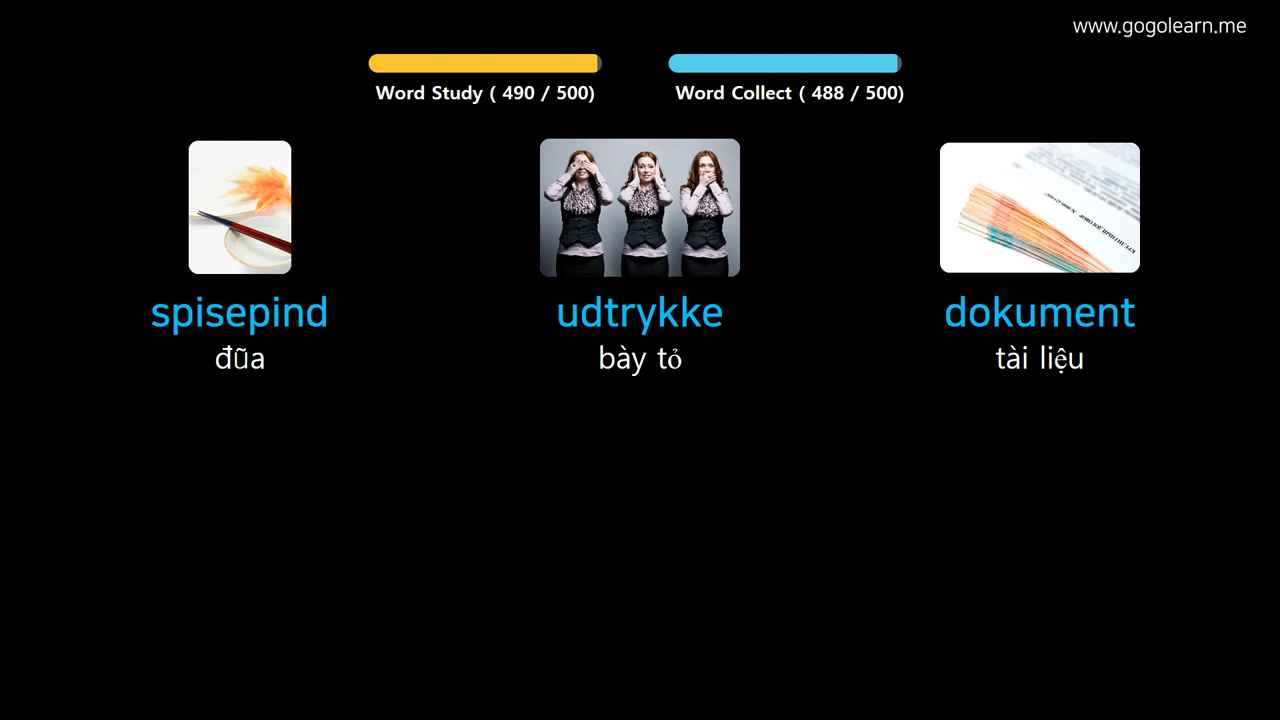 www.gogolearn.me
Word Study ( 490 / 500)
Word Collect ( 488 / 500)
spisepind
udtrykke
dokument
đũa
bày tỏ
tài liệu